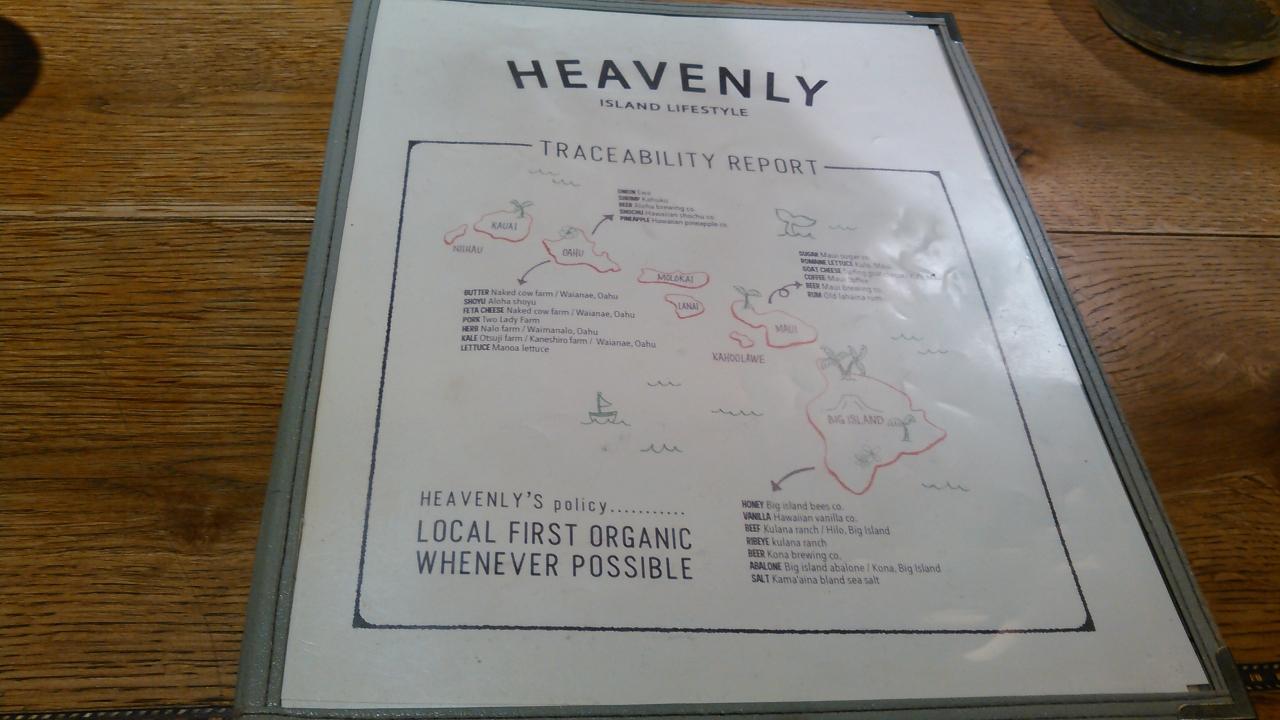 HEAVENLY
ISLAND LIFESTYLE
TRACEABILITY REPORT
ONION Ewa
SHRIMP Kahuku
BEER Aloha brewing co.
SHOCHU Hawaiian shochu co.
PINEAPPLE Hawaiian pineapple co.
KAUAI
NIIHAU
OAHU
MOLOKAI
LANAI
MAUI
KAHOOLAWE
SUGAR Maui sugar co.
ROMAINE LETTUCE Kula, Maui
GOAT CHEESE
COFFEE Maui coffee
BEER Maui brewing co.
RUM Old lahaina rum
BUTTER Naked cow farm / Waianae, Oahu
SHOYU Aloha shoyu
FETA CHEESE Naked cow farm / Waianae, Oahu
PORK Two Lady Farm
HERB Nalo farm / Waimanalo, Oahu
KALE Otsuji farm / Kaneshiro farm / Waianae, Oahu
LETTUCE Manoa lettuce
BIG ISLAND
HEAVENLY'S policy...........
LOCAL FIRST ORGANIC
WHENEVER POSSIBLE
HONEY Big island bees co.
VANILLA Hawaiian vanilla co.
BEEF Kulana ranch / Hilo, Big Island
RIBEYE kulana ranch
BEER Kona brewing co.
ABALONE Big island abalone / Kona, Big Island
SALT Kama'aina bland sea salt